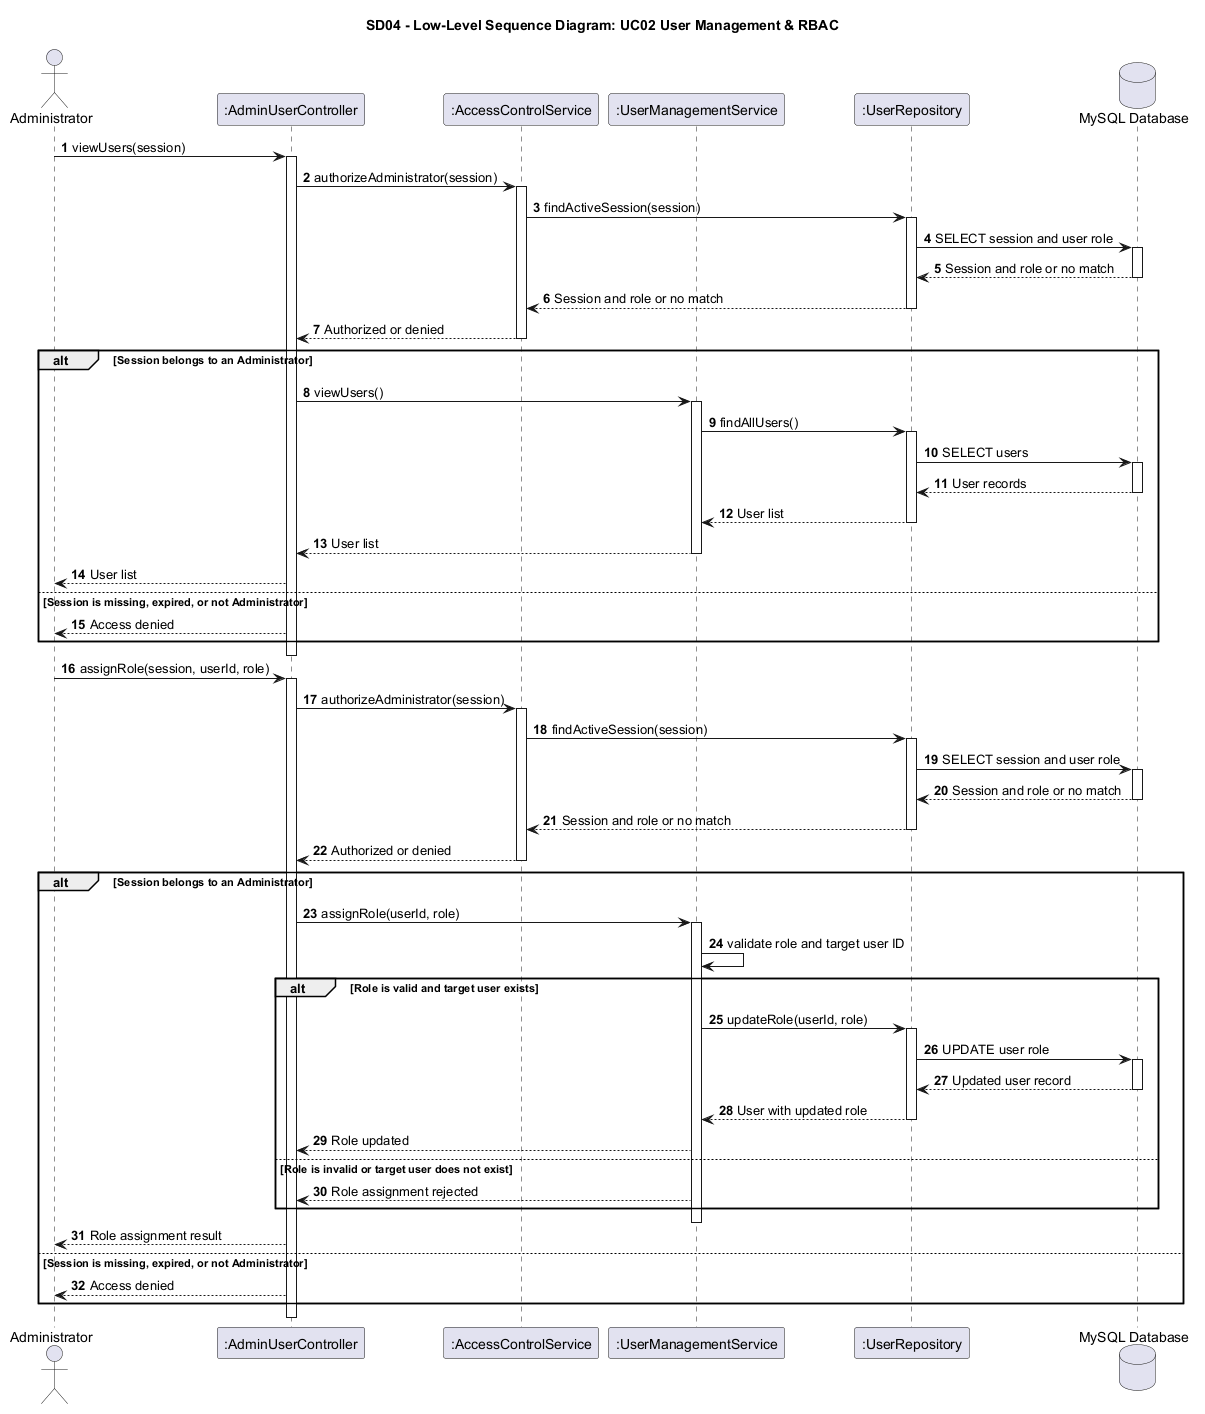 SD04 - Low-Level Sequence Diagram: UC02 User Management & RBAC
Administrator
:AdminUserController
:AccessControlService
:UserManagementService
:UserRepository
MySQL Database
1 viewUsers(session)
2 authorizeAdministrator(session)
3 findActiveSession(session)
4 SELECT session and user role
5 Session and role or no match
6 Session and role or no match
7 Authorized or denied
alt [Session belongs to an Administrator]
8 viewUsers()
9 findAllUsers()
10 SELECT users
11 User records
12 User list
13 User list
14 User list
[Session is missing, expired, or not Administrator]
15 Access denied
16 assignRole(session, userId, role)
17 authorizeAdministrator(session)
18 findActiveSession(session)
19 SELECT session and user role
20 Session and role or no match
21 Session and role or no match
22 Authorized or denied
alt [Session belongs to an Administrator]
23 assignRole(userId, role)
24 validate role and target user ID
alt [Role is valid and target user exists]
25 updateRole(userId, role)
26 UPDATE user role
27 Updated user record
28 User with updated role
29 Role updated
[Role is invalid or target user does not exist]
30 Role assignment rejected
31 Role assignment result
[Session is missing, expired, or not Administrator]
32 Access denied
Administrator
:AdminUserController
:AccessControlService
:UserManagementService
:UserRepository
MySQL Database